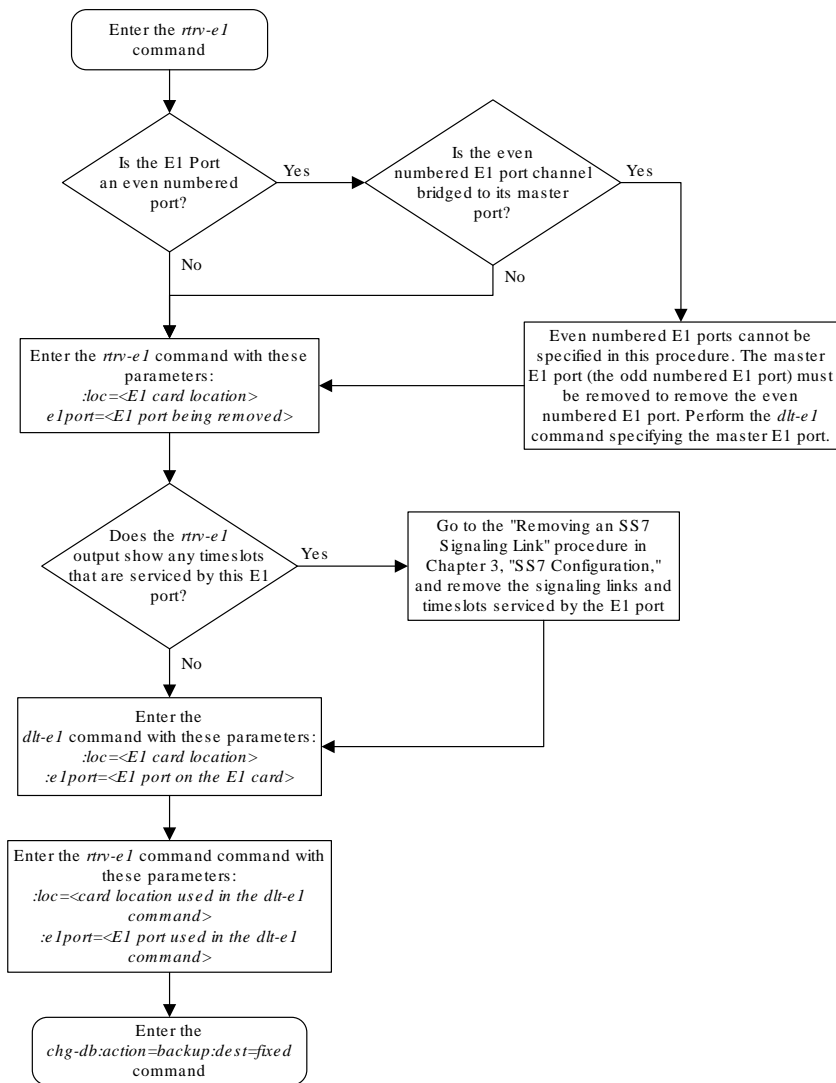 Enter the rtrv-e1
command
Is the E1 Port
an even numbered
port?
Yes
Is the even
numbered E1 port channel
bridged to its master
port?
Yes
No
No
Even numbered E1 ports cannot be
specified in this procedure. The master
E1 port (the odd numbered E1 port) must
be removed to remove the even
numbered E1 port. Perform the dlt-e1
command specifying the master E1 port.
Enter the rtrv-e1 command with these
parameters:
:loc=<E1 card location>
e1port=<E1 port being removed>
Does the rtrv-e1
output show any timeslots
that are serviced by this E1
port?
Yes
Go to the "Removing an SS7
Signaling Link" procedure in
Chapter 3, "SS7 Configuration,"
and remove the signaling links and
timeslots serviced by the E1 port
No
Enter the
dlt-e1 command with these parameters:
:loc=<E1 card location>
:e1port=<E1 port on the E1 card>
Enter the rtrv-e1 command command with
these parameters:
:loc=<card location used in the dlt-e1
command>
:e1port=<E1 port used in the dlt-e1
command>
Enter the
chg-db:action=backup:dest=fixed
command